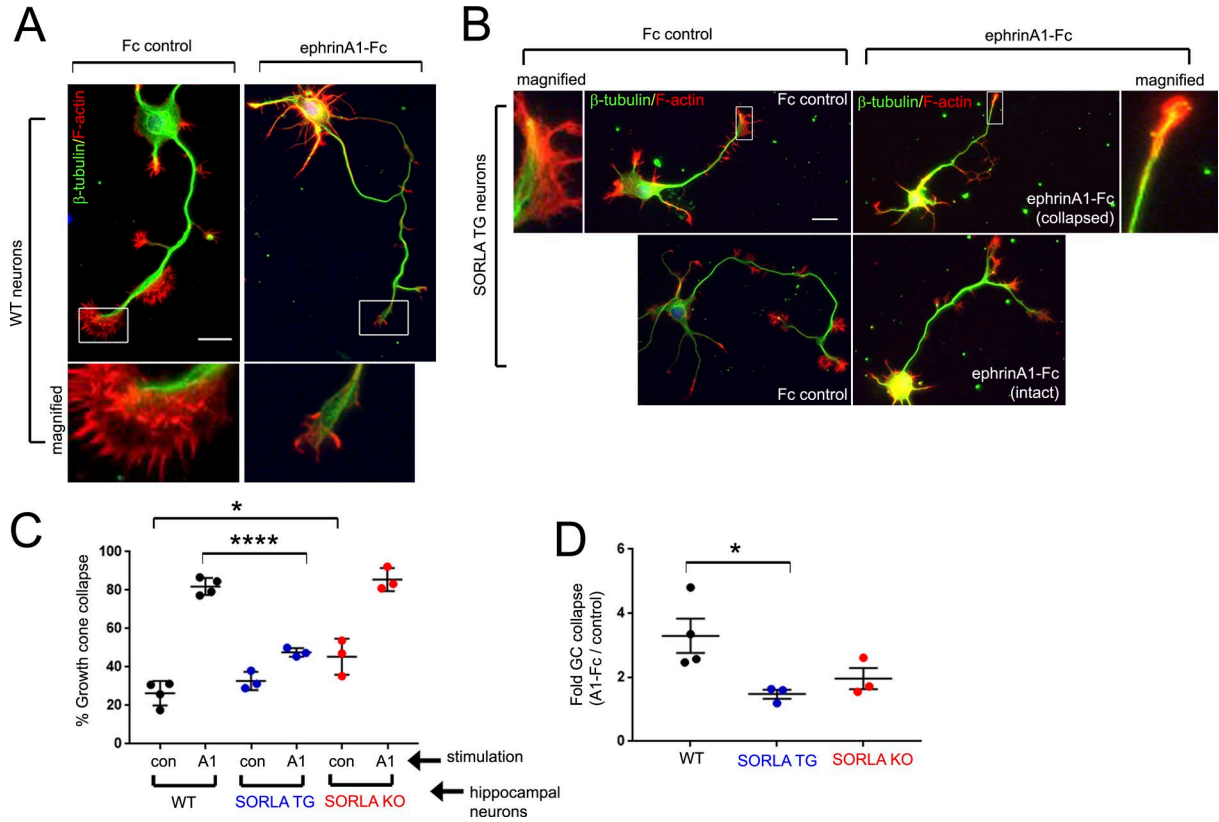 A
Fc control
ephrinA1-Fc
WT neurons
β-tubulin/F-actin
magnified
B
Fc control
ephrinA1-Fc
magnified
magnified
SORLA TG neurons
β-tubulin/F-actin
Fc control
β-tubulin/F-actin
ephrinA1-Fc
(collapsed)
Fc control
ephrinA1-Fc
(intact)
C
% Growth cone collapse
100
80
60
40
20
0
*
****
con A1 con A1 con A1
stimulation
WT
SORLA TG
SORLA KO
hippocampal
neurons
D
Fold GC collapse
(A1-Fc / control)
6
4
2
0
*
WT
SORLA TG
SORLA KO